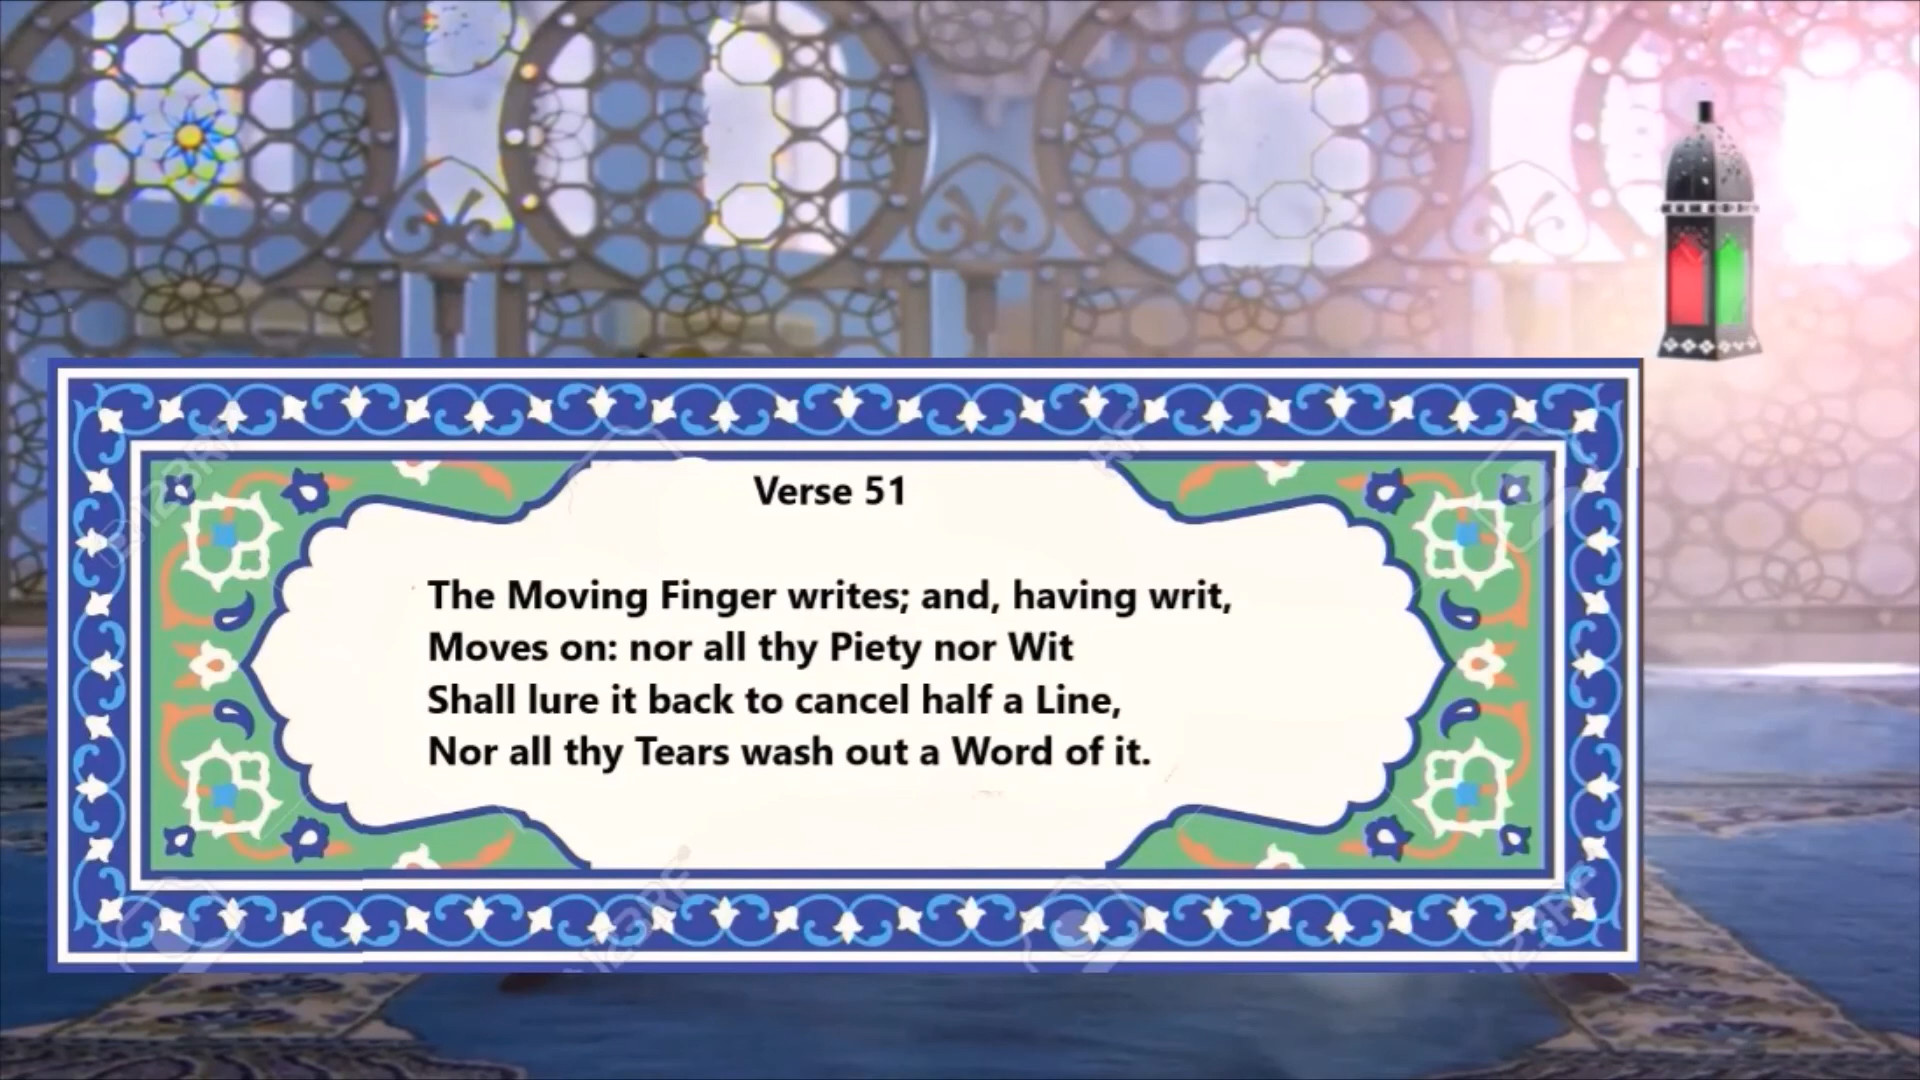 Verse 51
The Moving Finger writes; and, having writ,
Moves on: nor all thy Piety nor Wit
Shall lure it back to cancel half a Line,
Nor all thy Tears wash out a Word of it.